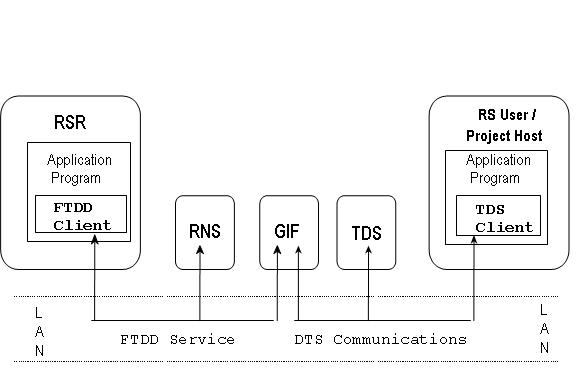 RSR
Application
Program
FTDD
Client
RNS
GIF
TDS
RS User /
Project Host
Application
Program
TDS
Client
L
A
N
FTDD Service
DTS Communications
L
A
N